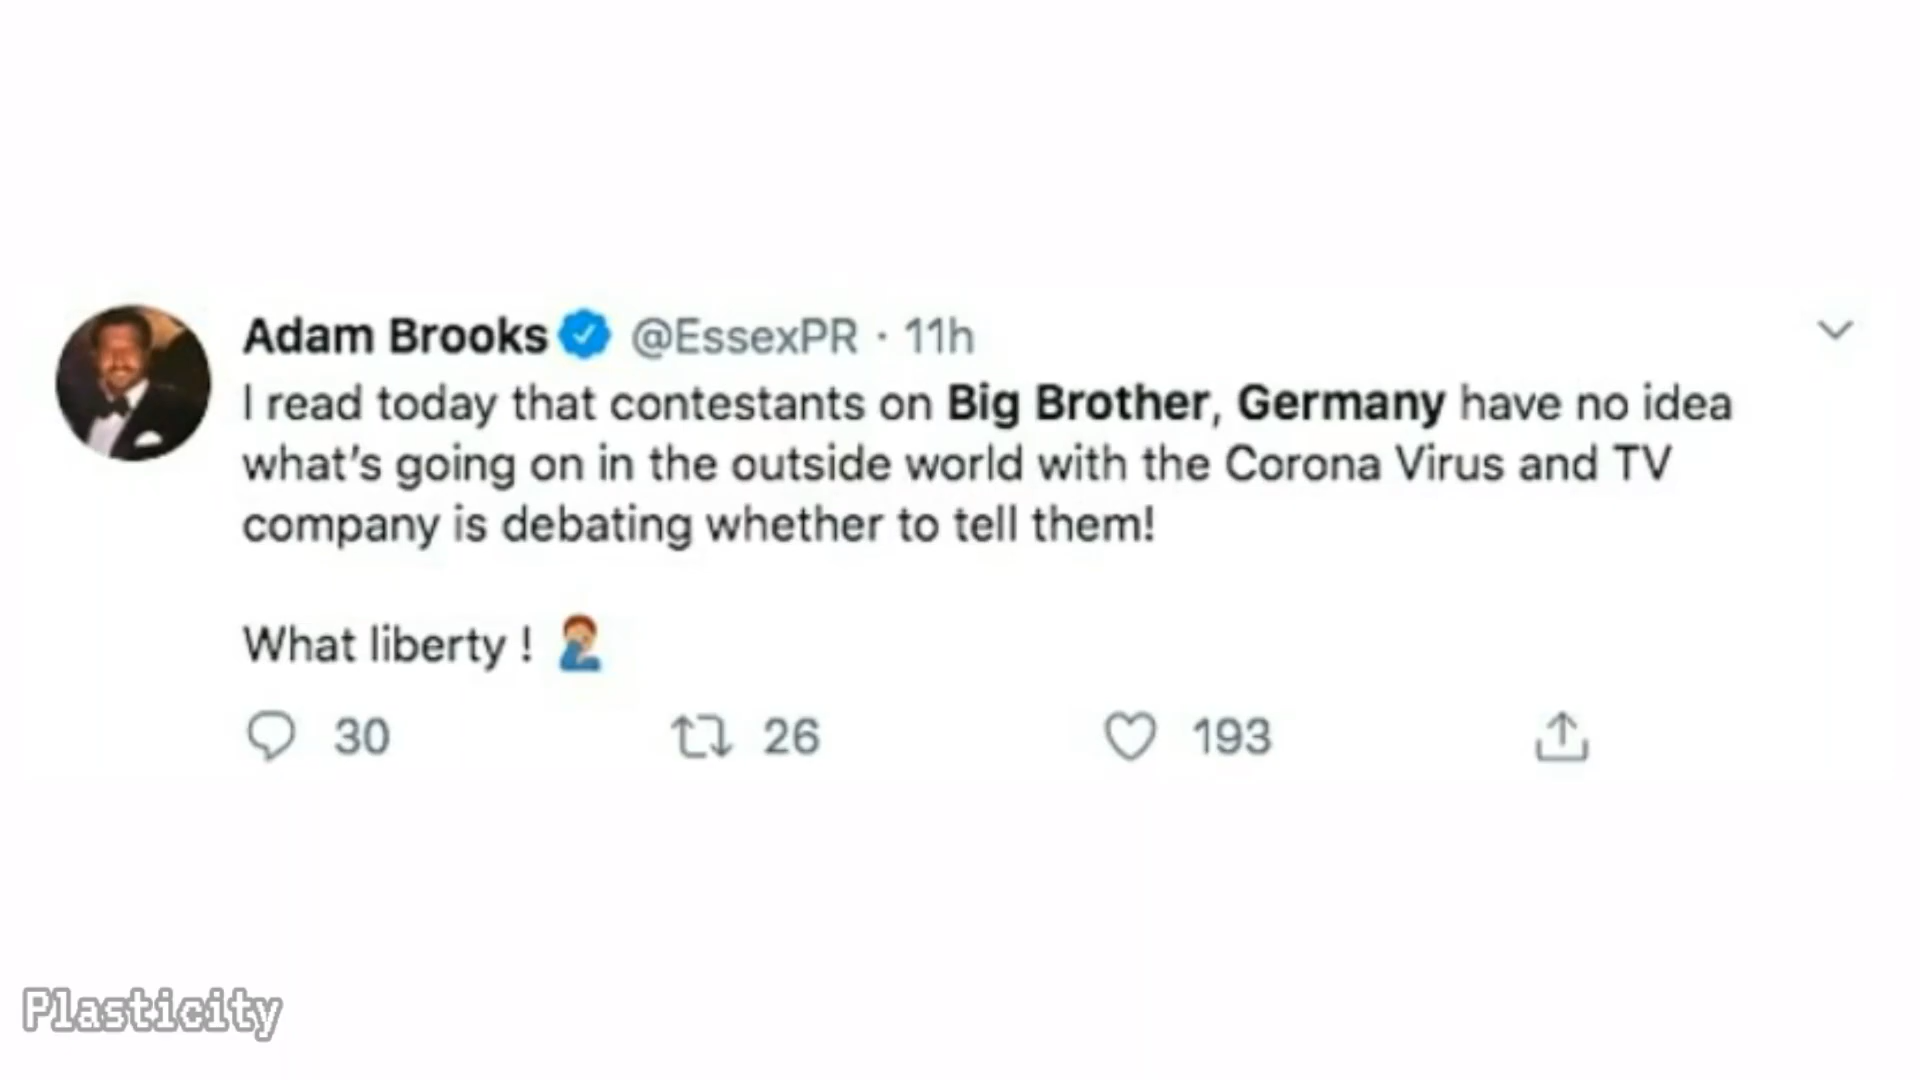 Adam Brooks @EssexPR · 11h
I read today that contestants on Big Brother, Germany have no idea
what's going on in the outside world with the Corona Virus and TV
company is debating whether to tell them!
What liberty ! 🤦🏽‍♂️
30 26 193
Plasticity